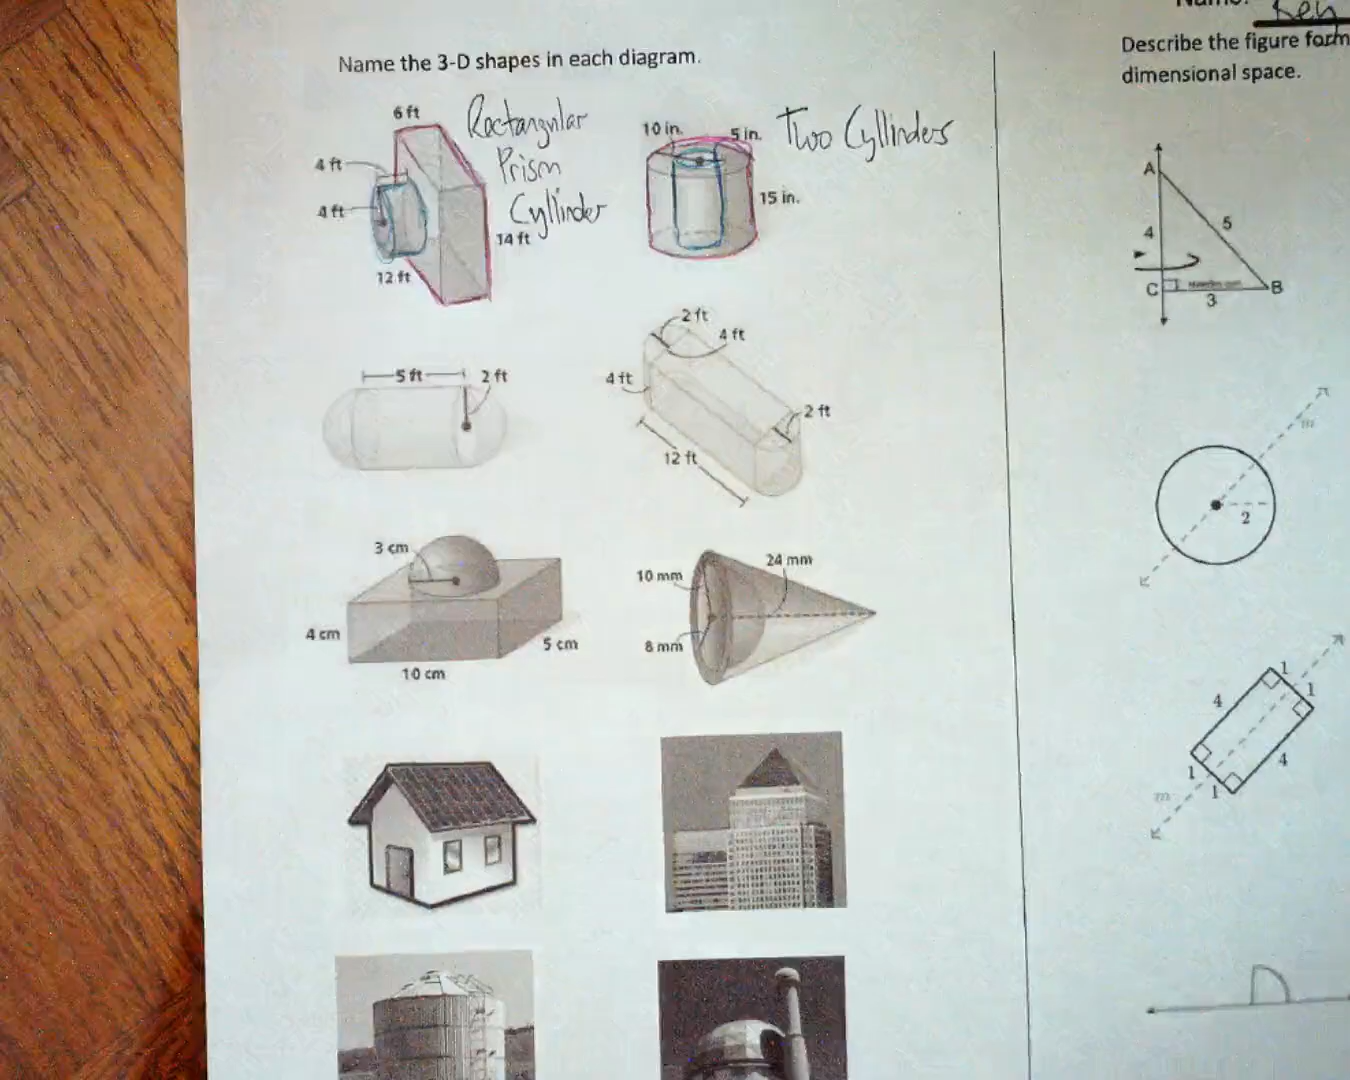 Name: Key
Name the 3-D shapes in each diagram.
Describe the figure form
dimensional space.
6 ft
Rectangular
Prism
Cyllinder
4 ft
4 ft
12 ft
14 ft
10 in.
5 in.
Two Cyllinders
15 in.
A
4
5
C
3
B
5 ft
2 ft
2 ft
4 ft
4 ft
2 ft
12 ft
m
2
3 cm
4 cm
5 cm
10 cm
10 mm
24 mm
8 mm
1
4
1
4
1
1
m